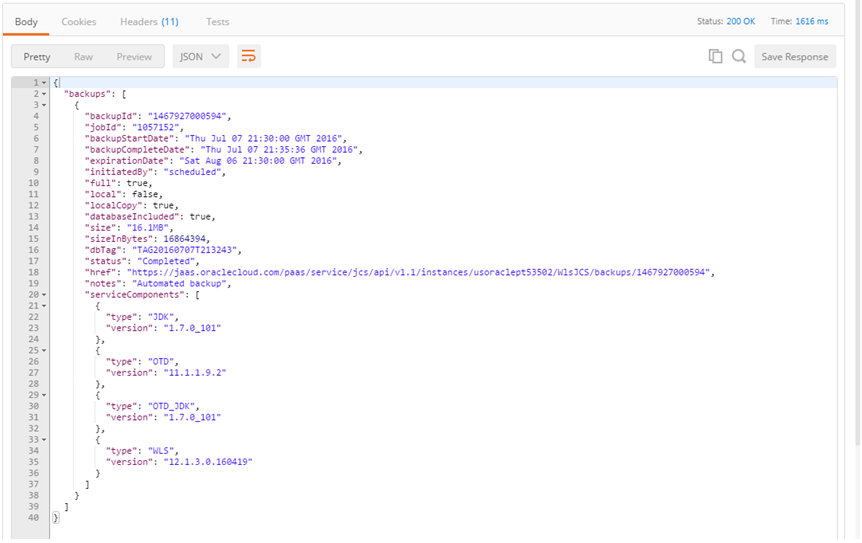 Body Cookies Headers (11) Tests Status: 200 OK Time: 1616 ms
Pretty Raw Preview JSON Save Response
1 {
2 "backups": [
3 {
4 "backupId": "1467927000594",
5 "jobId": "1057152",
6 "backupStartDate": "Thu Jul 07 21:30:00 GMT 2016",
7 "backupCompleteDate": "Thu Jul 07 21:35:36 GMT 2016",
8 "expirationDate": "Sat Aug 06 21:30:00 GMT 2016",
9 "initiatedBy": "scheduled",
10 "full": true,
11 "local": false,
12 "localCopy": true,
13 "databaseIncluded": true,
14 "size": "16.1MB",
15 "sizeInBytes": 16864394,
16 "dbTag": "TAG20160707T213243",
17 "status": "Completed",
18 "href": "https://jaas.oraclecloud.com/paas/service/jcs/api/v1.1/instances/usoraclept53502/WlsJCS/backups/1467927000594",
19 "notes": "Automated backup",
20 "serviceComponents": [
21 {
22 "type": "JDK",
23 "version": "1.7.0_101"
24 },
25 {
26 "type": "OTD",
27 "version": "11.1.1.9.2"
28 },
29 {
30 "type": "OTD_JDK",
31 "version": "1.7.0_101"
32 },
33 {
34 "type": "WLS",
35 "version": "12.1.3.0.160419"
36 }
37 ]
38 }
39 ]
40 }